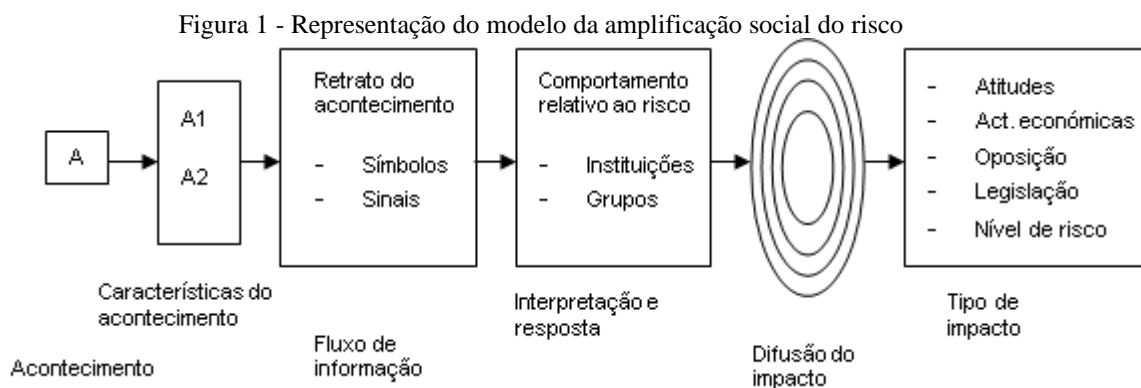 Figura 1 - Representação do modelo da amplificação social do risco
A
A1
A2
Retrato do
acontecimento
- Símbolos
- Sinais
Comportamento
relativo ao risco
- Instituições
- Grupos
- Atitudes
- Act. económicas
- Oposição
- Legislação
- Nível de risco
Acontecimento
Características do
acontecimento
Fluxo de
informação
Interpretação e
resposta
Difusão do
impacto
Tipo de
impacto